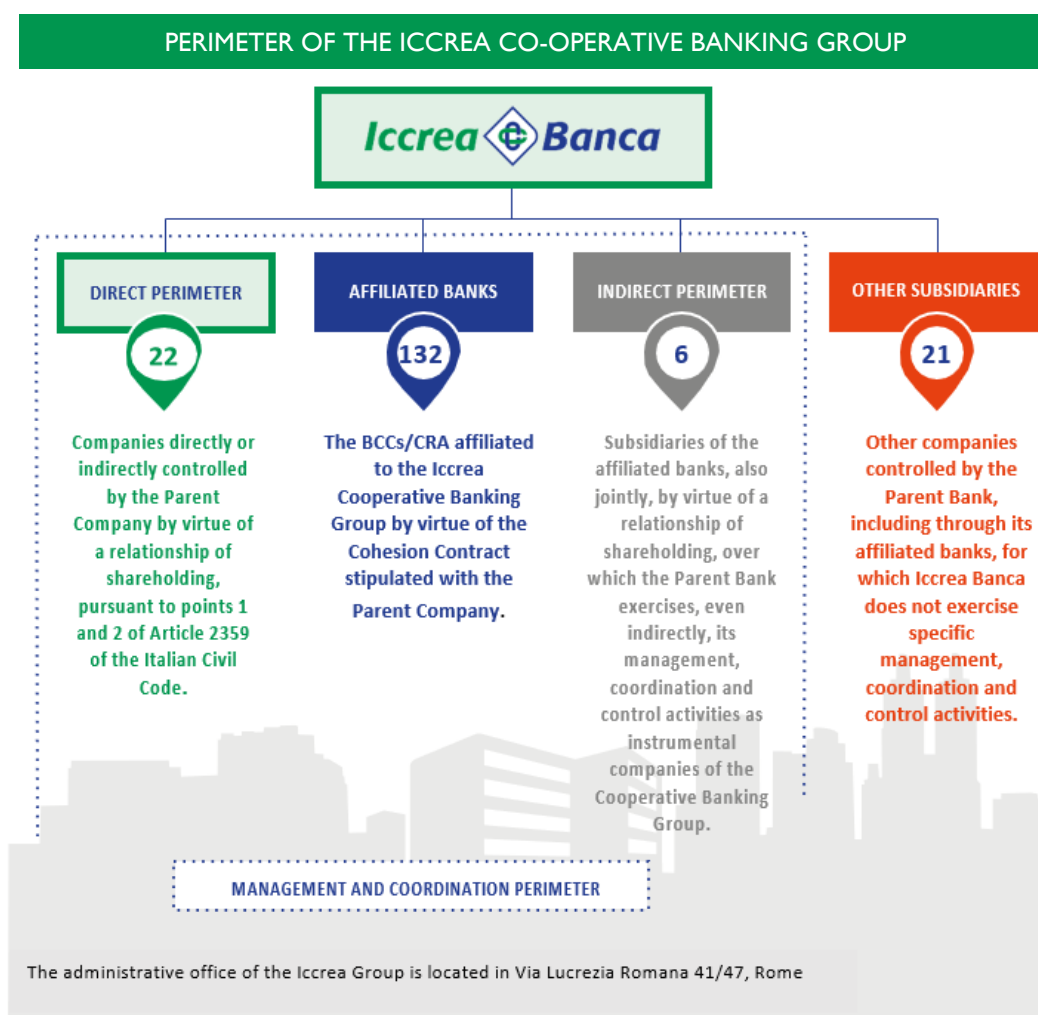 PERIMETER OF THE ICCREA CO-OPERATIVE BANKING GROUP
Iccrea Banca
DIRECT PERIMETER
22
Companies directly or
indirectly controlled
by the Parent
Company by virtue of
a relationship of
shareholding,
pursuant to points 1
and 2 of Article 2359
of the Italian Civil
Code.
AFFILIATED BANKS
132
The BCCs/CRA affiliated
to the Iccrea
Cooperative Banking
Group by virtue of the
Cohesion Contract
stipulated with the
Parent Company.
INDIRECT PERIMETER
6
Subsidiaries of the
affiliated banks, also
jointly, by virtue of a
relationship of
shareholding, over
which the Parent Bank
exercises, even
indirectly, its
management,
coordination and
control activities as
instrumental
companies of the
Cooperative Banking
Group.
OTHER SUBSIDIARIES
21
Other companies
controlled by the
Parent Bank,
including through its
affiliated banks, for
which Iccrea Banca
does not exercise
specific
management,
coordination and
control activities.
MANAGEMENT AND COORDINATION PERIMETER
The administrative office of the Iccrea Group is located in Via Lucrezia Romana 41/47, Rome